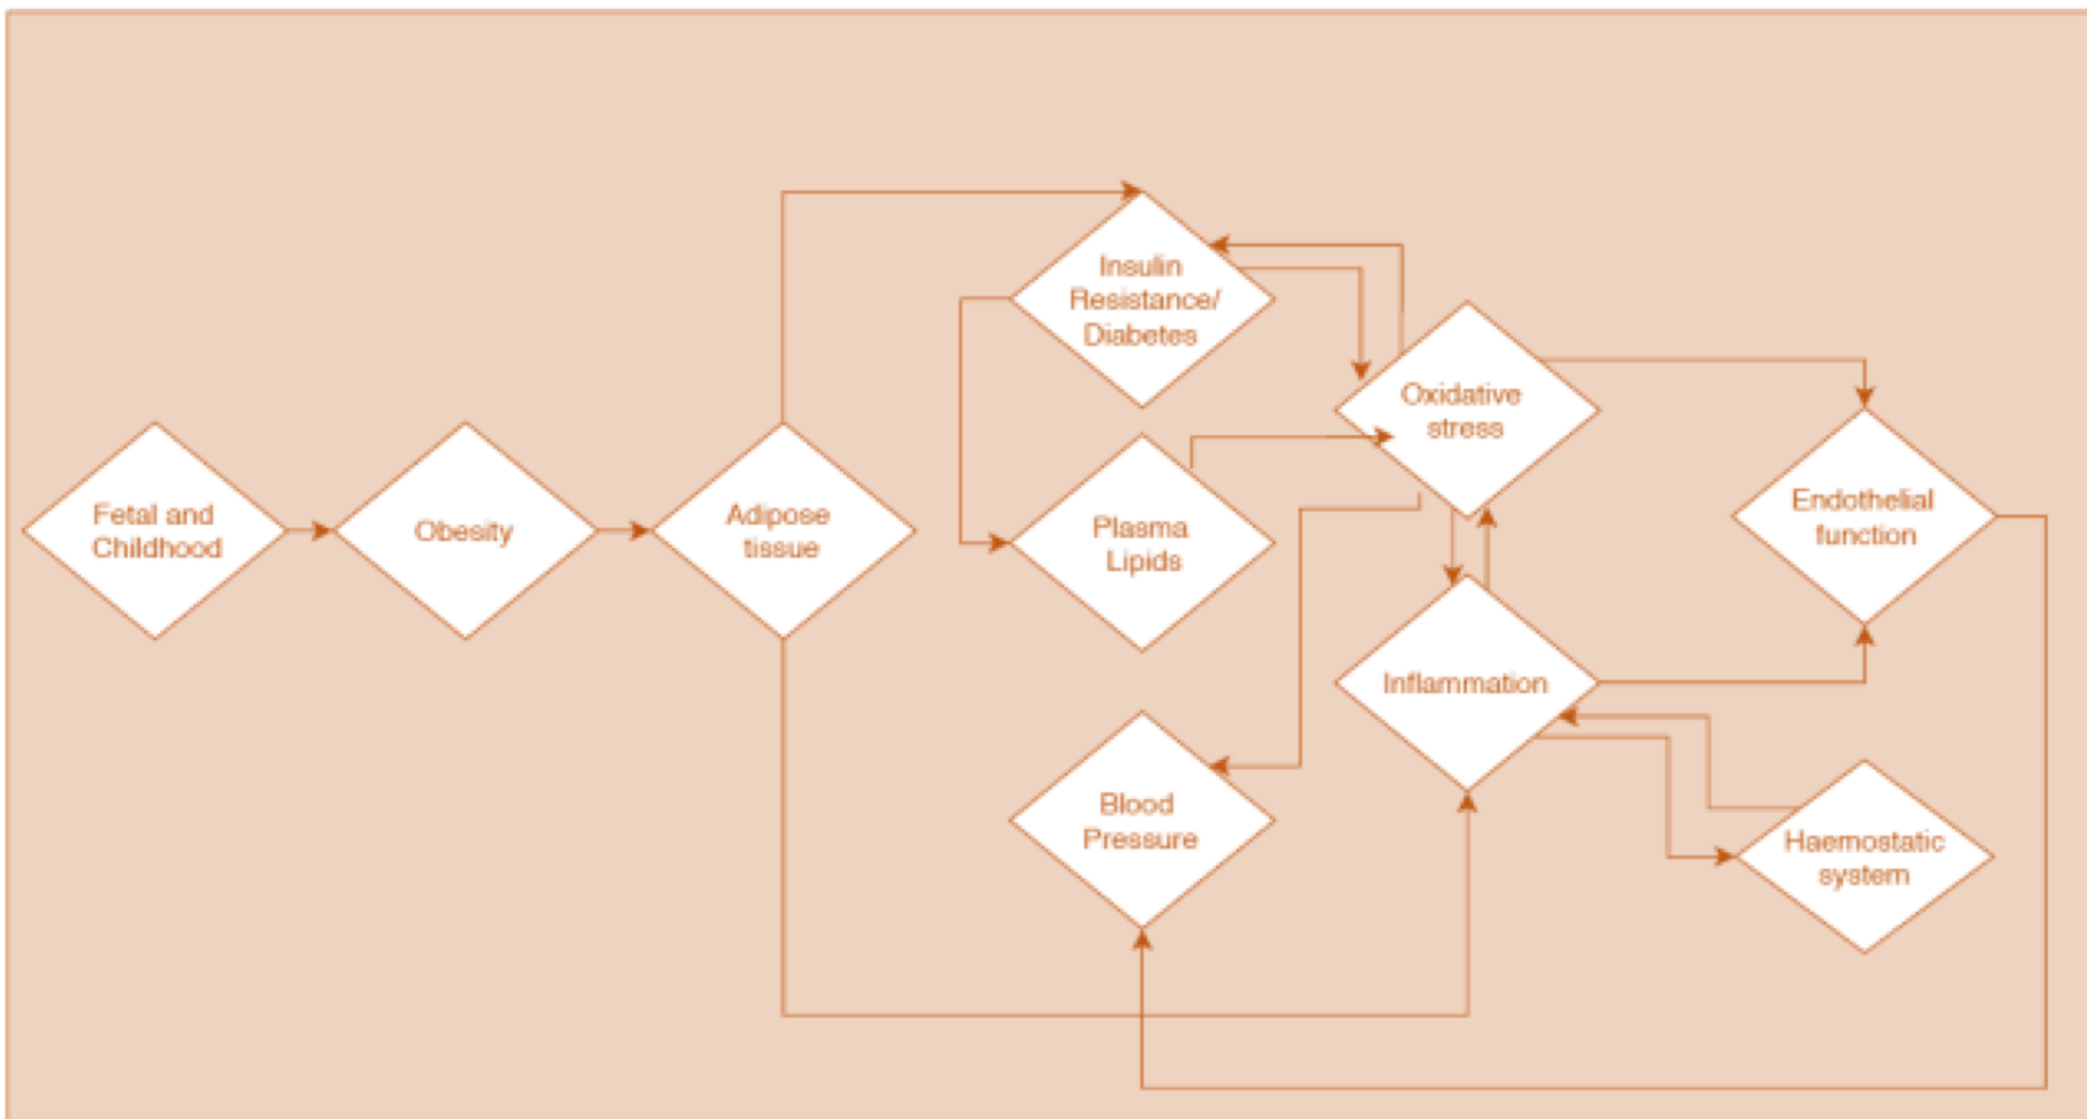 Fetal and
Childhood
Obesity
Adipose
tissue
Insulin
Resistance/
Diabetes
Plasma
Lipids
Blood
Pressure
Oxidative
stress
Inflammation
Endothelial
function
Haemostatic
system